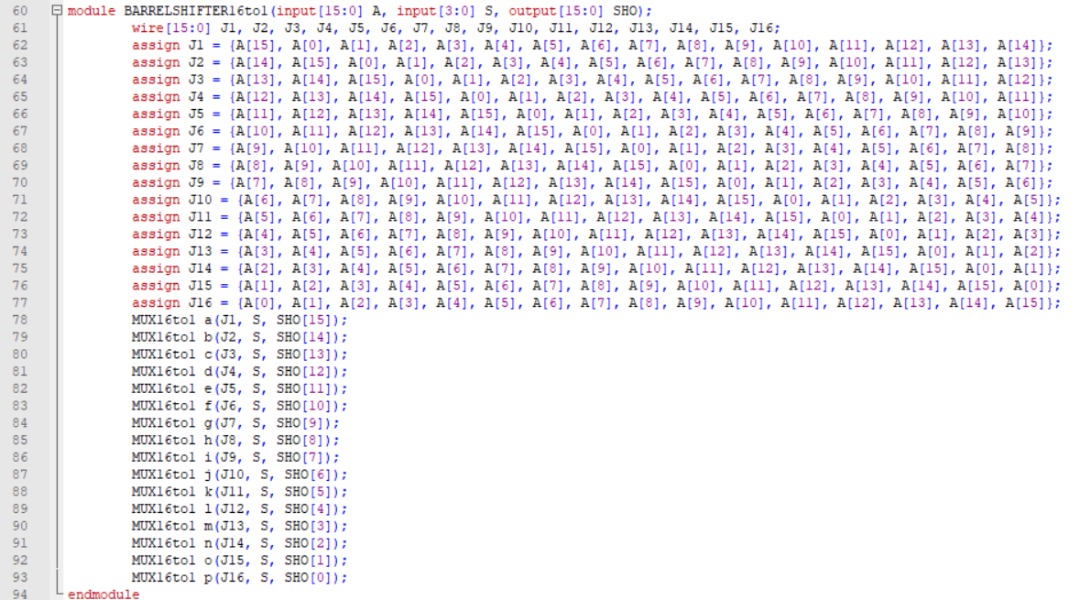 60 module BARRELSHIFTER16to1(input[15:0] A, input[3:0] S, output[15:0] SHO);
61 wire[15:0] J1, J2, J3, J4, J5, J6, J7, J8, J9, J10, J11, J12, J13, J14, J15, J16;
62 assign J1 = {A[15], A[0], A[1], A[2], A[3], A[4], A[5], A[6], A[7], A[8], A[9], A[10], A[11], A[12], A[13], A[14]};
63 assign J2 = {A[14], A[15], A[0], A[1], A[2], A[3], A[4], A[5], A[6], A[7], A[8], A[9], A[10], A[11], A[12], A[13]};
64 assign J3 = {A[13], A[14], A[15], A[0], A[1], A[2], A[3], A[4], A[5], A[6], A[7], A[8], A[9], A[10], A[11], A[12]};
65 assign J4 = {A[12], A[13], A[14], A[15], A[0], A[1], A[2], A[3], A[4], A[5], A[6], A[7], A[8], A[9], A[10], A[11]};
66 assign J5 = {A[11], A[12], A[13], A[14], A[15], A[0], A[1], A[2], A[3], A[4], A[5], A[6], A[7], A[8], A[9], A[10]};
67 assign J6 = {A[10], A[11], A[12], A[13], A[14], A[15], A[0], A[1], A[2], A[3], A[4], A[5], A[6], A[7], A[8], A[9]};
68 assign J7 = {A[9], A[10], A[11], A[12], A[13], A[14], A[15], A[0], A[1], A[2], A[3], A[4], A[5], A[6], A[7], A[8]};
69 assign J8 = {A[8], A[9], A[10], A[11], A[12], A[13], A[14], A[15], A[0], A[1], A[2], A[3], A[4], A[5], A[6], A[7]};
70 assign J9 = {A[7], A[8], A[9], A[10], A[11], A[12], A[13], A[14], A[15], A[0], A[1], A[2], A[3], A[4], A[5], A[6]};
71 assign J10 = {A[6], A[7], A[8], A[9], A[10], A[11], A[12], A[13], A[14], A[15], A[0], A[1], A[2], A[3], A[4], A[5]};
72 assign J11 = {A[5], A[6], A[7], A[8], A[9], A[10], A[11], A[12], A[13], A[14], A[15], A[0], A[1], A[2], A[3], A[4]};
73 assign J12 = {A[4], A[5], A[6], A[7], A[8], A[9], A[10], A[11], A[12], A[13], A[14], A[15], A[0], A[1], A[2], A[3]};
74 assign J13 = {A[3], A[4], A[5], A[6], A[7], A[8], A[9], A[10], A[11], A[12], A[13], A[14], A[15], A[0], A[1], A[2]};
75 assign J14 = {A[2], A[3], A[4], A[5], A[6], A[7], A[8], A[9], A[10], A[11], A[12], A[13], A[14], A[15], A[0], A[1]};
76 assign J15 = {A[1], A[2], A[3], A[4], A[5], A[6], A[7], A[8], A[9], A[10], A[11], A[12], A[13], A[14], A[15], A[0]};
77 assign J16 = {A[0], A[1], A[2], A[3], A[4], A[5], A[6], A[7], A[8], A[9], A[10], A[11], A[12], A[13], A[14], A[15]};
78 MUX16to1 a(J1, S, SHO[15]);
79 MUX16to1 b(J2, S, SHO[14]);
80 MUX16to1 c(J3, S, SHO[13]);
81 MUX16to1 d(J4, S, SHO[12]);
82 MUX16to1 e(J5, S, SHO[11]);
83 MUX16to1 f(J6, S, SHO[10]);
84 MUX16to1 g(J7, S, SHO[9]);
85 MUX16to1 h(J8, S, SHO[8]);
86 MUX16to1 i(J9, S, SHO[7]);
87 MUX16to1 j(J10, S, SHO[6]);
88 MUX16to1 k(J11, S, SHO[5]);
89 MUX16to1 l(J12, S, SHO[4]);
90 MUX16to1 m(J13, S, SHO[3]);
91 MUX16to1 n(J14, S, SHO[2]);
92 MUX16to1 o(J15, S, SHO[1]);
93 MUX16to1 p(J16, S, SHO[0]);
94 endmodule